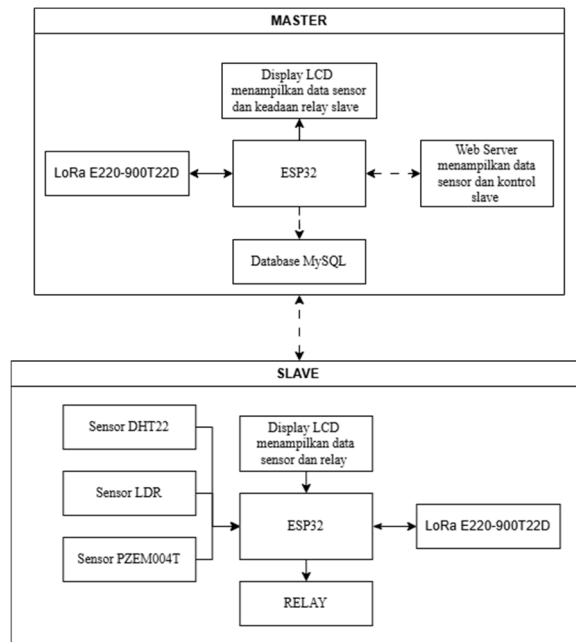 MASTER
Display LCD
menampilkan data sensor
dan keadaan relay slave
LoRa E220-900T22D
ESP32
Web Server
menampilkan data
sensor dan kontrol
slave
Database MySQL
SLAVE
Sensor DHT22
Display LCD
menampilkan data
sensor dan relay
Sensor LDR
ESP32
LoRa E220-900T22D
Sensor PZEM004T
RELAY